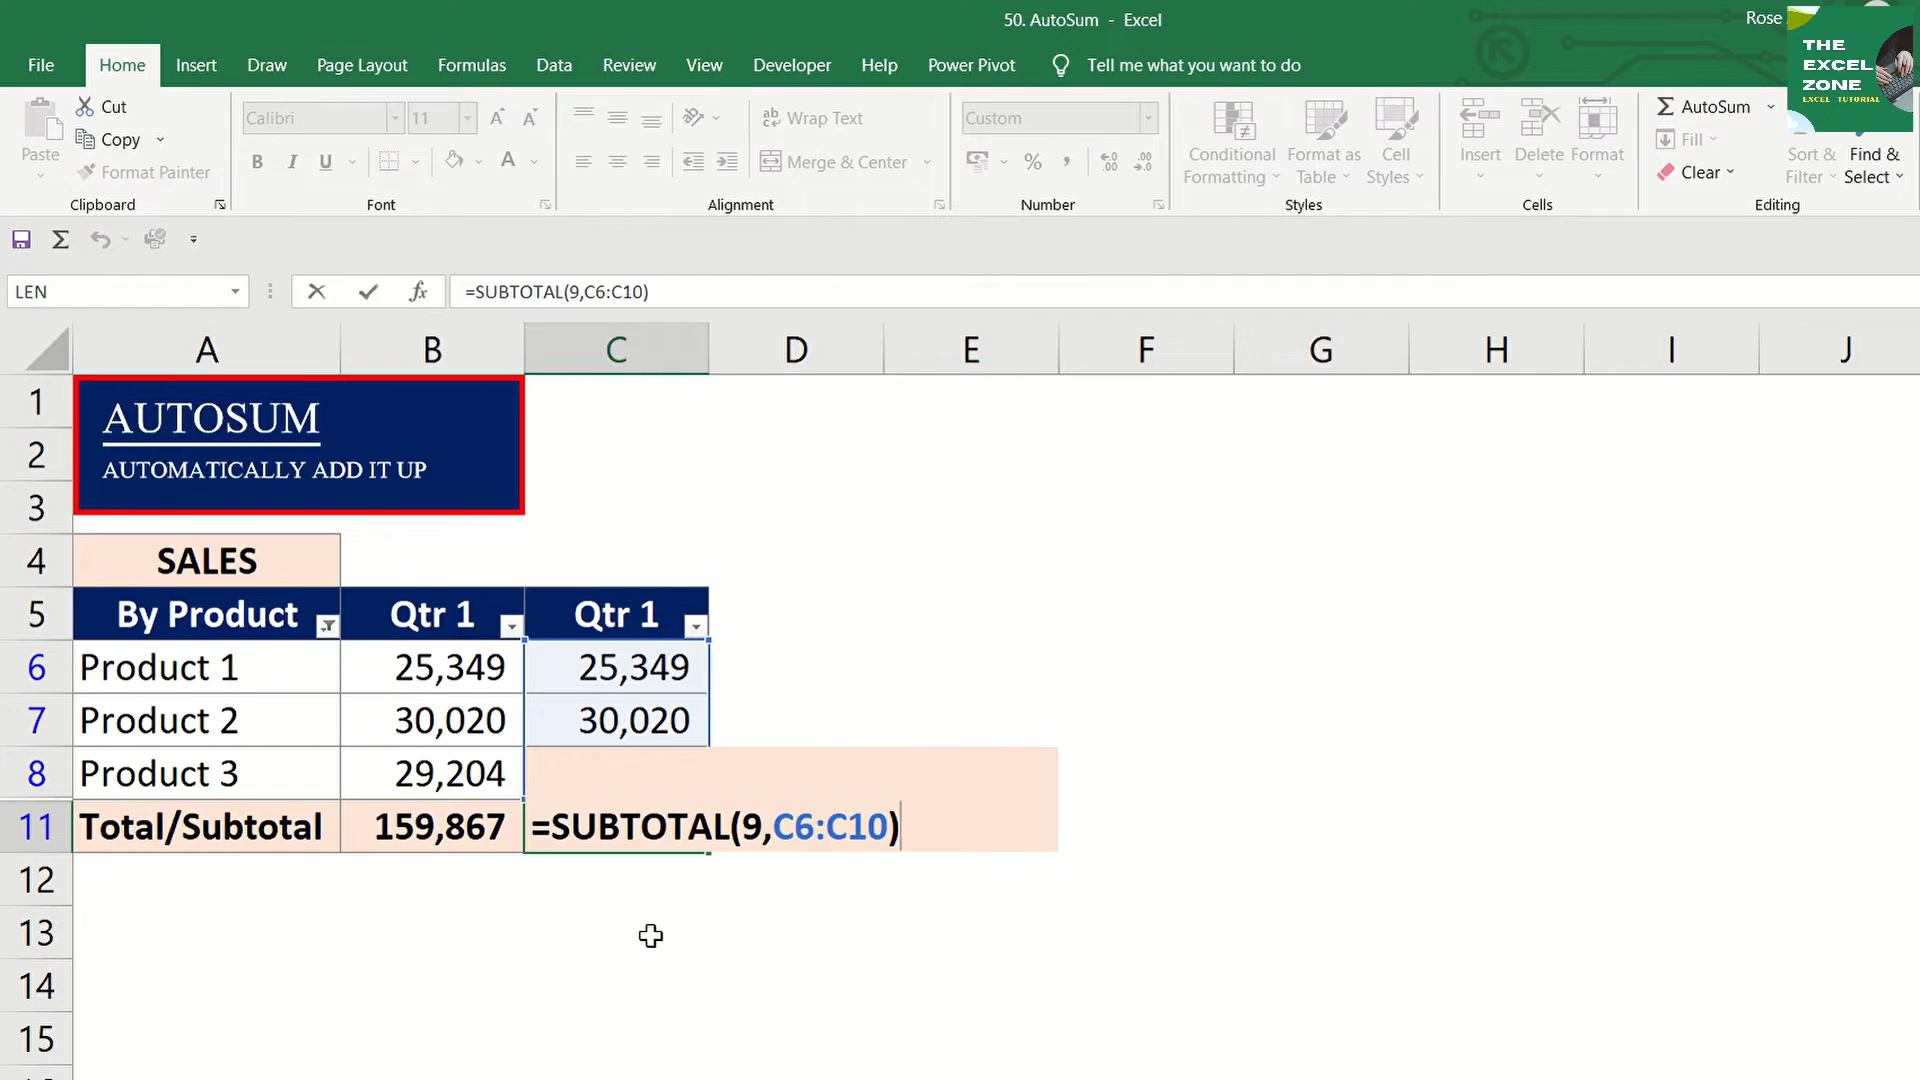 50. AutoSum - Excel
Rose
THE
EXCEL
ZONE
EXCEL TUTORIAL
File Home Insert Draw Page Layout Formulas Data Review View Developer Help Power Pivot Tell me what you want to do
Paste
Cut
Copy
Format Painter
Clipboard
Calibri 11
B I U A
Font
ab Wrap Text
Merge & Center
Alignment
Custom
% ,
Number
Conditional
Formatting
Format as
Table
Cell
Styles
Styles
Insert Delete Format
Cells
Σ AutoSum
Fill
Clear
Sort &
Filter
Find &
Select
Editing
LEN fx =SUBTOTAL(9,C6:C10)
A B C D E F G H I J
1
2
3
AUTOSUM
AUTOMATICALLY ADD IT UP
4 SALES
5 By Product Qtr 1 Qtr 1
6 Product 1 25,349 25,349
7 Product 2 30,020 30,020
8 Product 3 29,204
11 Total/Subtotal 159,867 =SUBTOTAL(9,C6:C10)
12
13
14
15